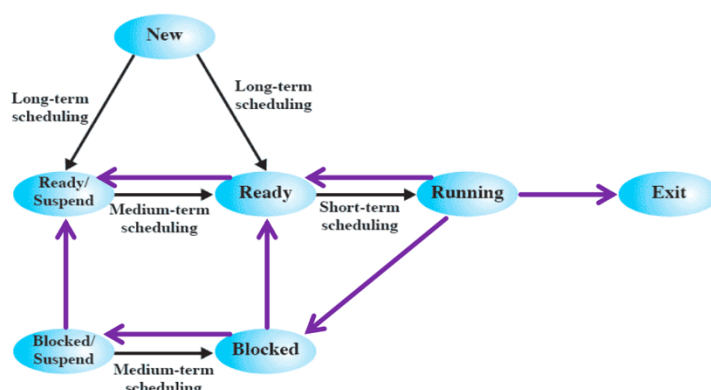 New
Long-term
scheduling
Long-term
scheduling
Ready/
Suspend
Ready
Running
Exit
Medium-term
scheduling
Short-term
scheduling
Blocked/
Suspend
Blocked
Medium-term
scheduling